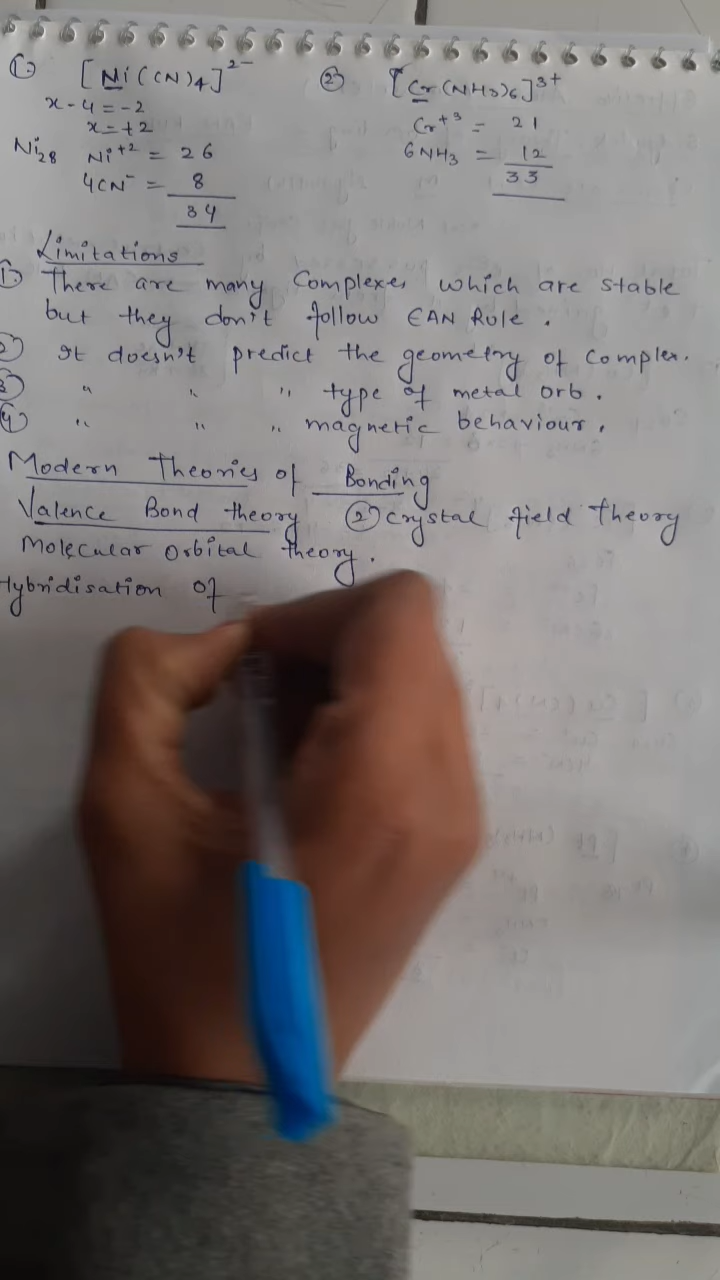 ① [Ni(CN)4]2- ② [Cr(NH3)6]3+
x-4=-2 Cr+3 = 21
x=+2 6NH3 = 12
Ni28 Ni+2 = 26 33
4CN- = 8
34
Limitations
① There are many Complexes which are stable
but they don't follow EAN Rule.
② It doesn't predict the geometry of Complex.
③ " " " type of metal orb.
④ " " " magnetic behaviour.
Modern Theories of Bonding
Valence Bond theory ② Crystal field theory
Molecular Orbital theory.
Hybridisation of